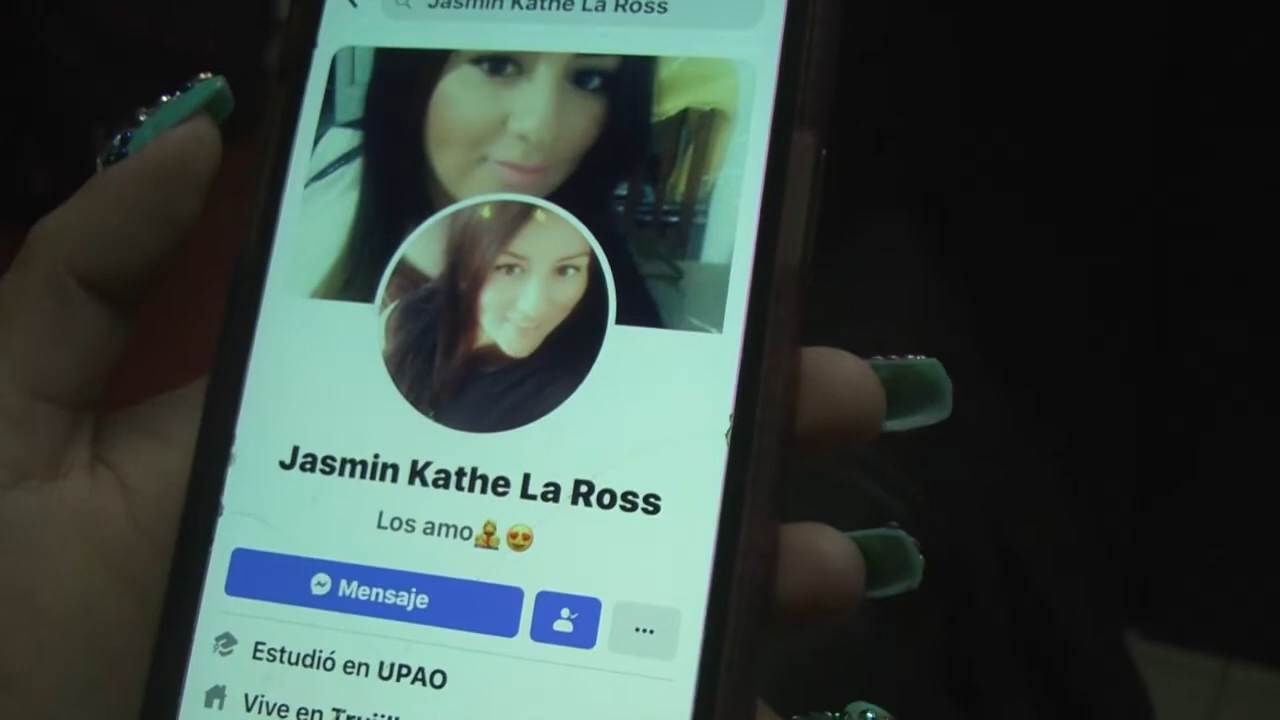 Jasmin Kathe La Ross
Jasmin Kathe La Ross
Los amo
Mensaje
Estudió en UPAO
Vive en